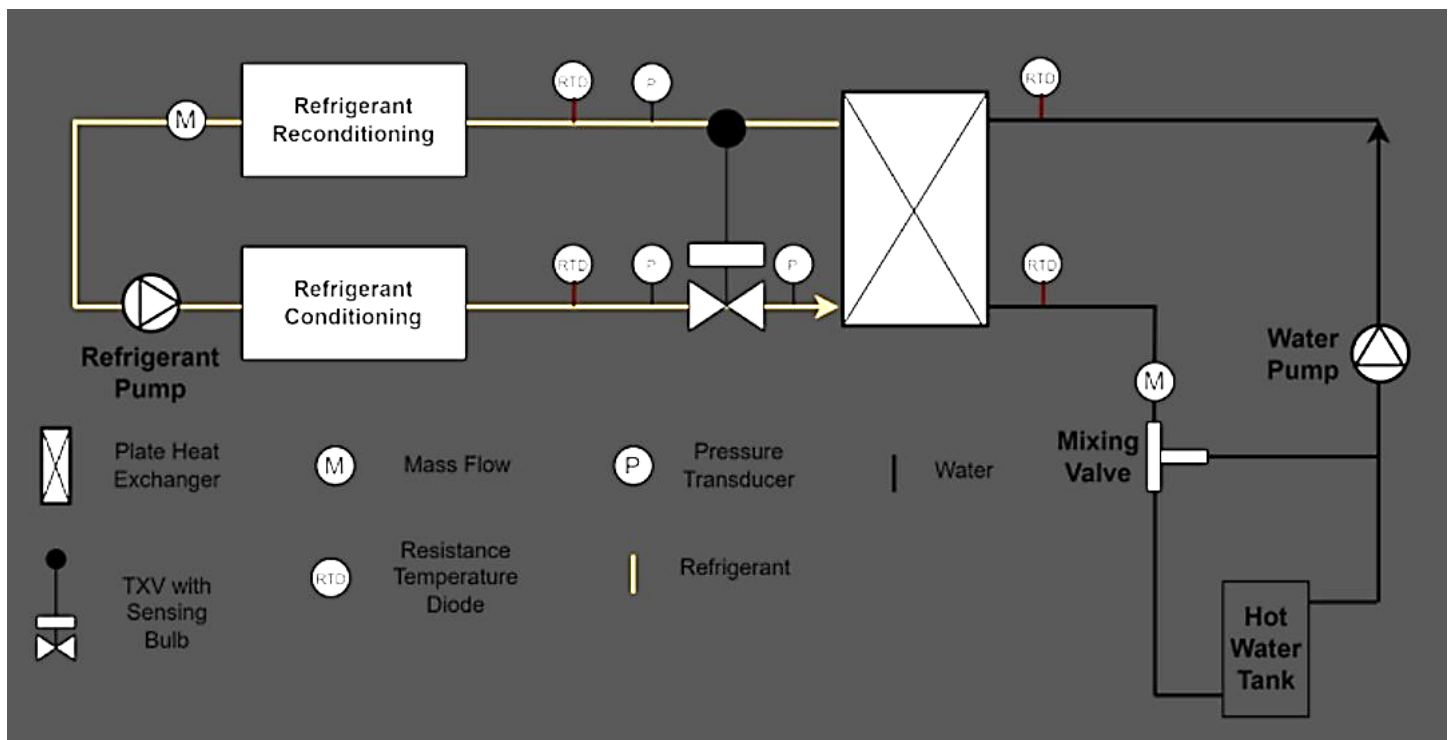 RTD
P
RTD
M
Refrigerant
Reconditioning
Refrigerant
Conditioning
RTD
P
P
RTD
Refrigerant
Pump
Water
Pump
M
Mixing
Valve
Plate Heat
Exchanger
M
Mass Flow
P
Pressure
Transducer
Water
TXV with
Sensing
Bulb
RTD
Resistance
Temperature
Diode
Refrigerant
Hot
Water
Tank